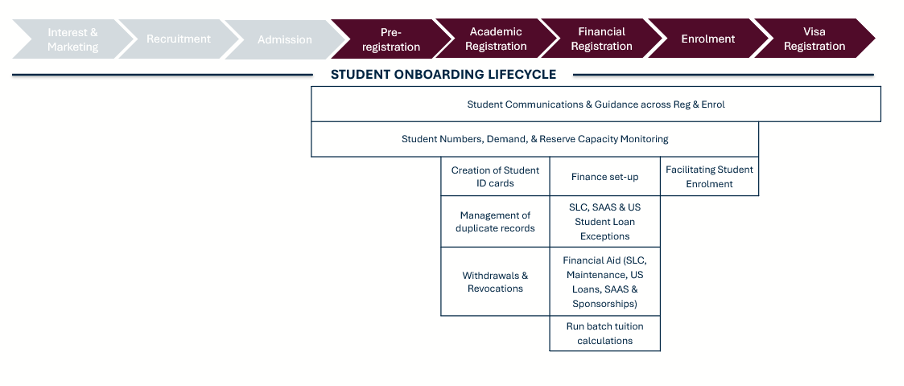 Interest &
Marketing
Recruitment
Admission
Pre-
registration
Academic
Registration
Financial
Registration
Enrolment
Visa
Registration
STUDENT ONBOARDING LIFECYCLE
Student Communications & Guidance across Reg & Enrol
Student Numbers, Demand, & Reserve Capacity Monitoring
Creation of Student
ID cards
Finance set-up
Facilitating Student
Enrolment
Management of
duplicate records
SLC, SAAS & US
Student Loan
Exceptions
Withdrawals &
Revocations
Financial Aid (SLC,
Maintenance, US
Loans, SAAS &
Sponsorships)
Run batch tuition
calculations